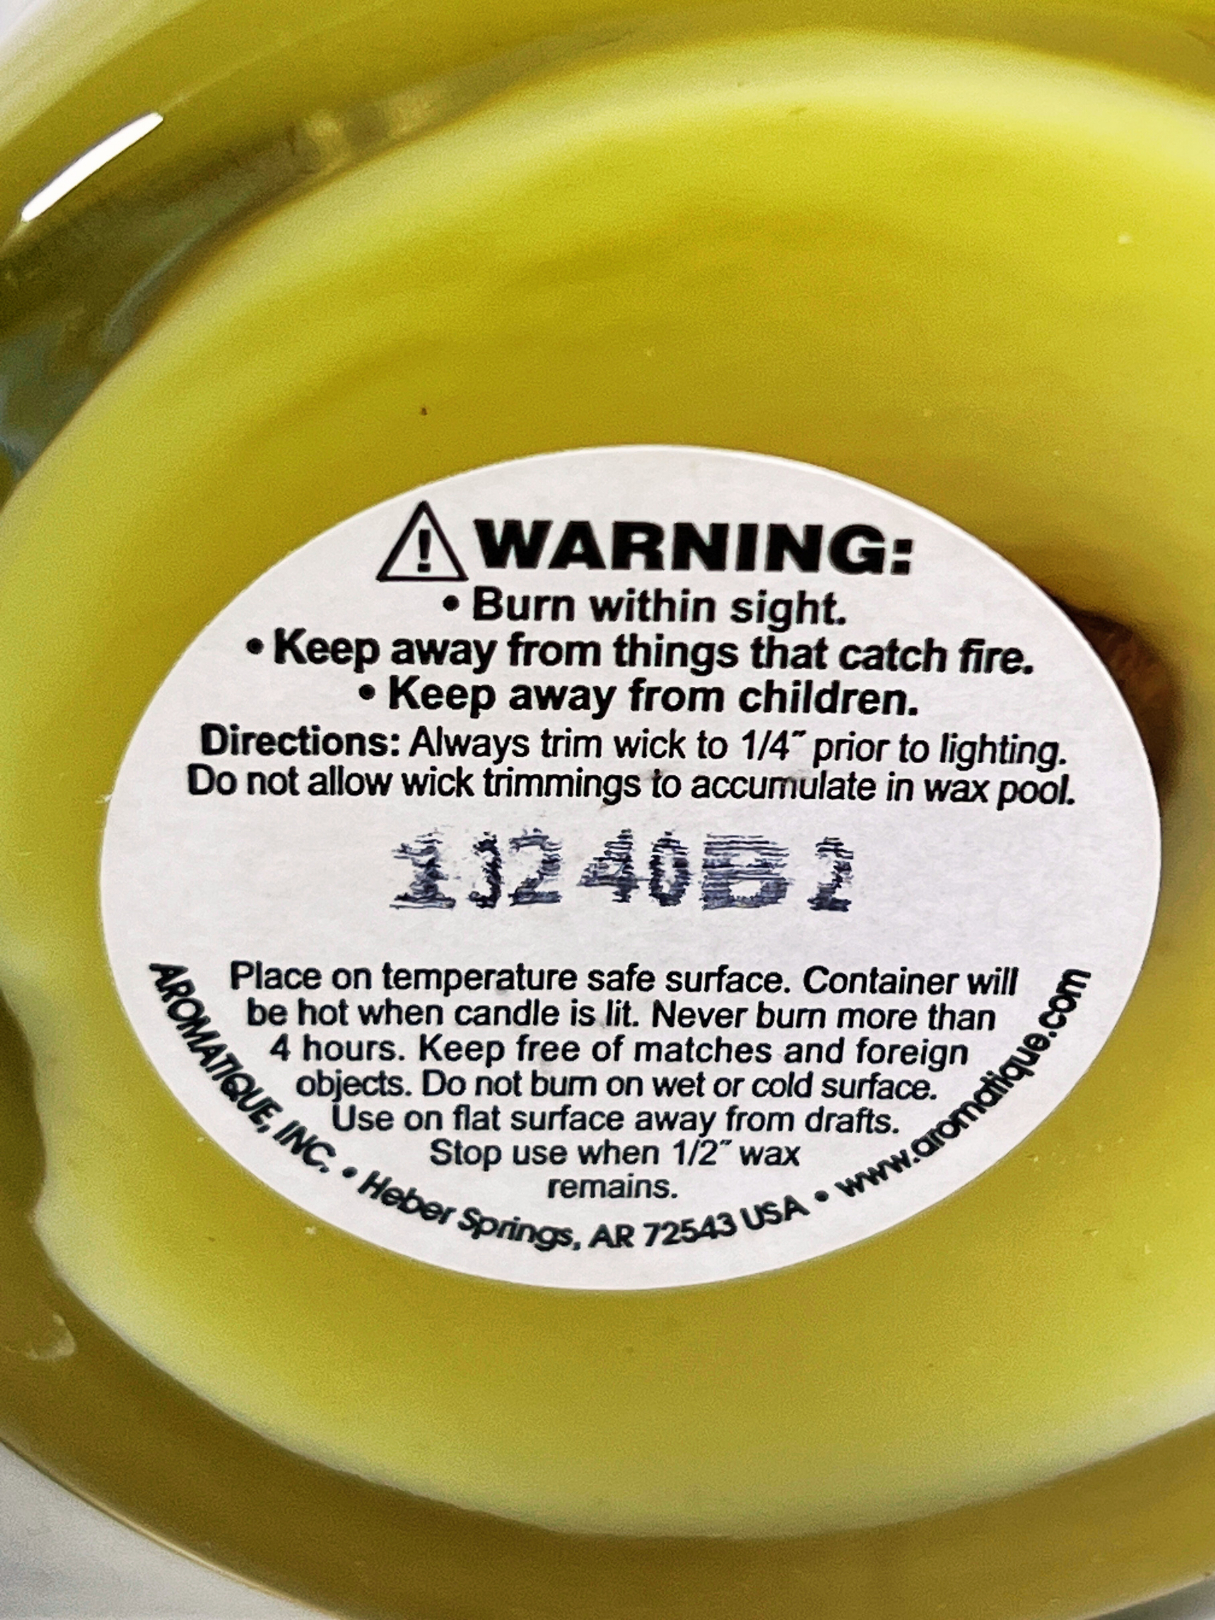 WARNING:
• Burn within sight.
• Keep away from things that catch fire.
• Keep away from children.
Directions: Always trim wick to 1/4″ prior to lighting.
Do not allow wick trimmings to accumulate in wax pool.
1J240B2
Place on temperature safe surface. Container will
be hot when candle is lit. Never burn more than
4 hours. Keep free of matches and foreign
objects. Do not burn on wet or cold surface.
Use on flat surface away from drafts.
Stop use when 1/2″ wax
remains.
AROMATIQUE, INC. • Heber Springs, AR 72543 USA • www.aromatique.com